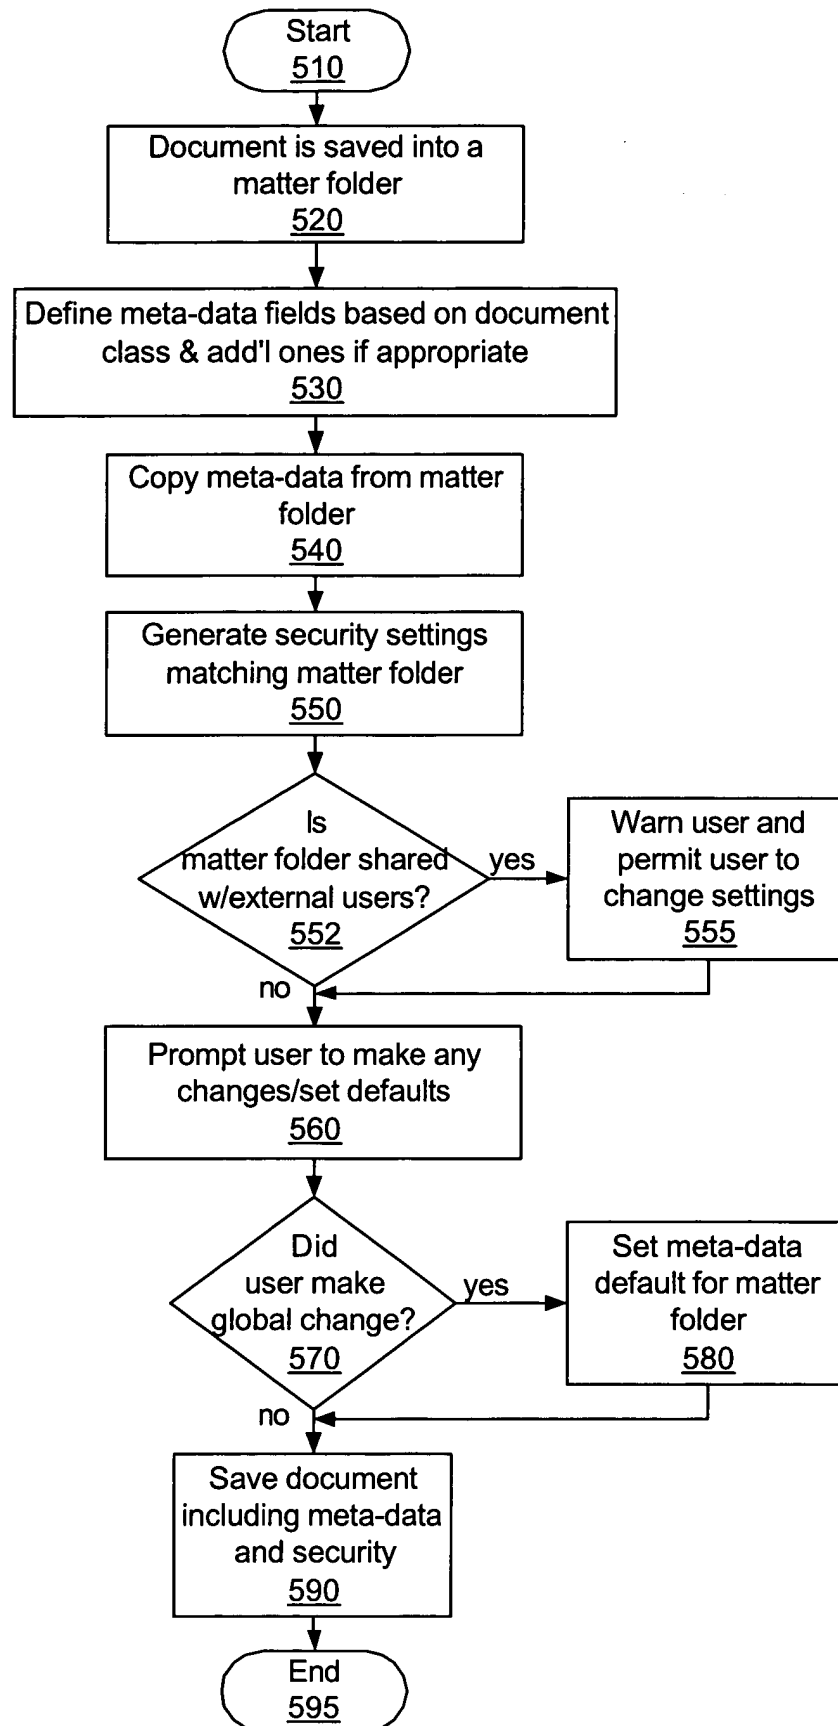 Start
510
Document is saved into a
matter folder
520
Define meta-data fields based on document
class & add'l ones if appropriate
530
Copy meta-data from matter
folder
540
Generate security settings
matching matter folder
550
Is
matter folder shared
w/external users?
552
yes
Warn user and
permit user to
change settings
555
no
Prompt user to make any
changes/set defaults
560
Did
user make
global change?
570
yes
Set meta-data
default for matter
folder
580
no
Save document
including meta-data
and security
590
End
595